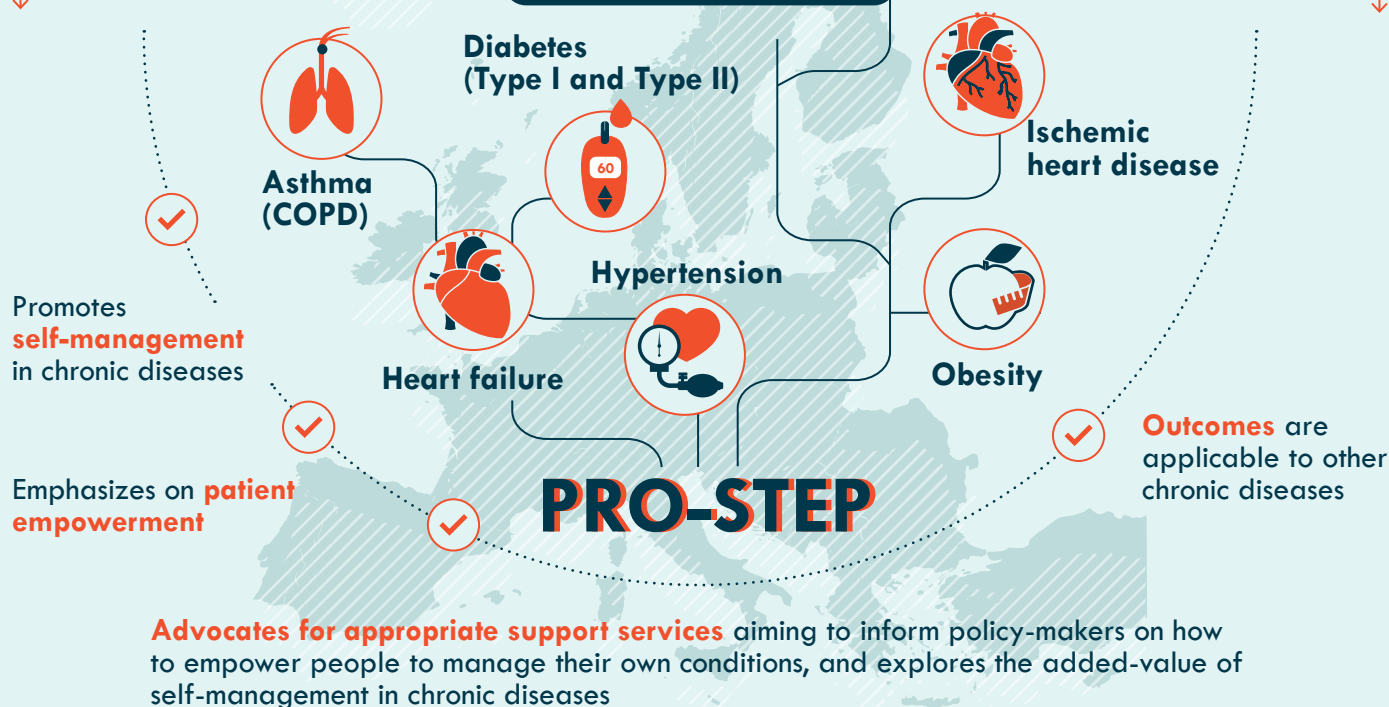 Diabetes
(Type I and Type II)
Asthma
(COPD)
60
Ischemic
heart disease
Hypertension
Heart failure
Obesity
Promotes
self-management
in chronic diseases
Emphasizes on patient
empowerment
Outcomes are
applicable to other
chronic diseases
PRO-STEP
Advocates for appropriate support services aiming to inform policy-makers on how
to empower people to manage their own conditions, and explores the added-value of
self-management in chronic diseases